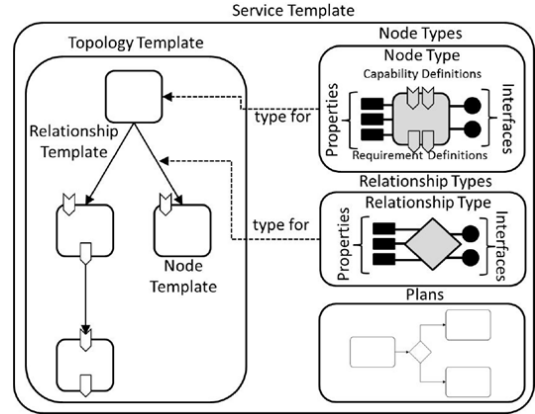 Service Template
Topology Template
Relationship
Template
Node
Template
type for
type for
Node Types
Node Type
Capability Definitions
Properties
Interfaces
Requirement Definitions
Relationship Types
Relationship Type
Properties
Interfaces
Plans